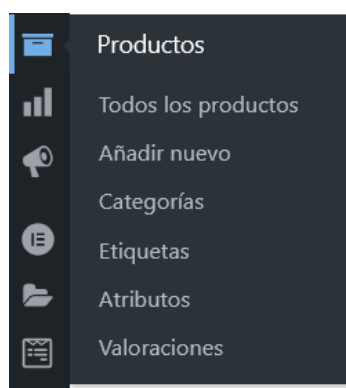 Productos
Todos los productos
Añadir nuevo
Categorías
Etiquetas
Atributos
Valoraciones